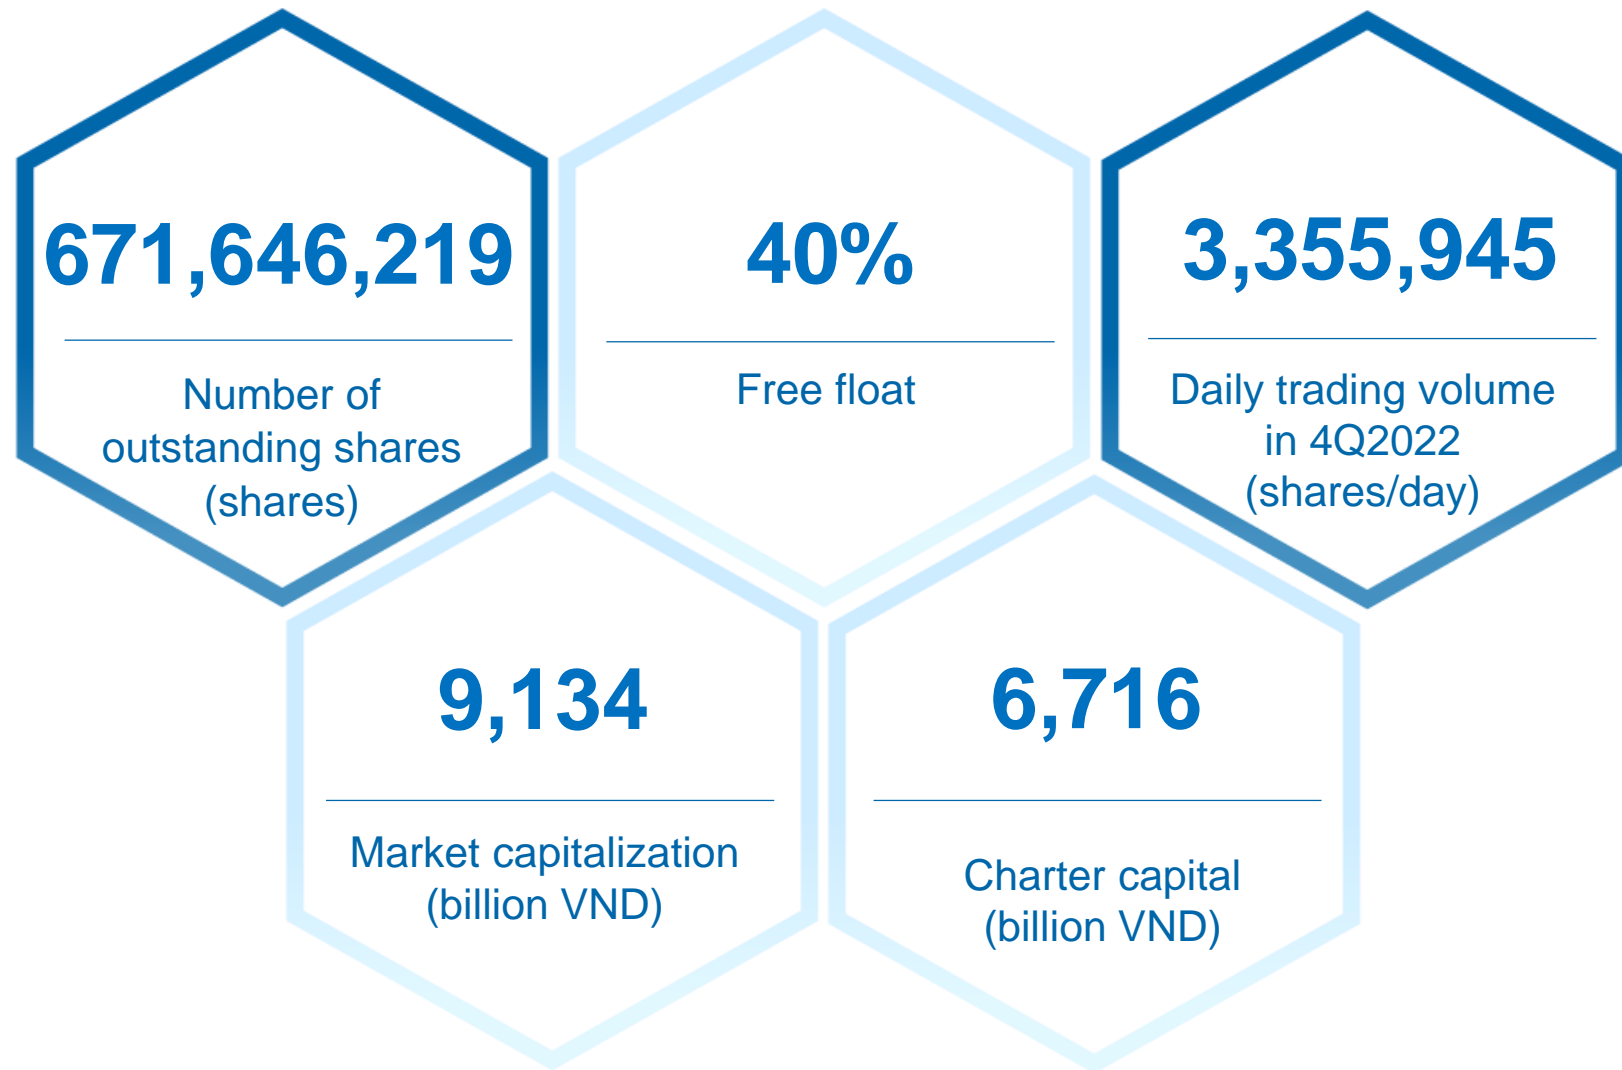 671,646,219
Number of
outstanding shares
(shares)
40%
Free float
3,355,945
Daily trading volume
in 4Q2022
(shares/day)
9,134
Market capitalization
(billion VND)
6,716
Charter capital
(billion VND)